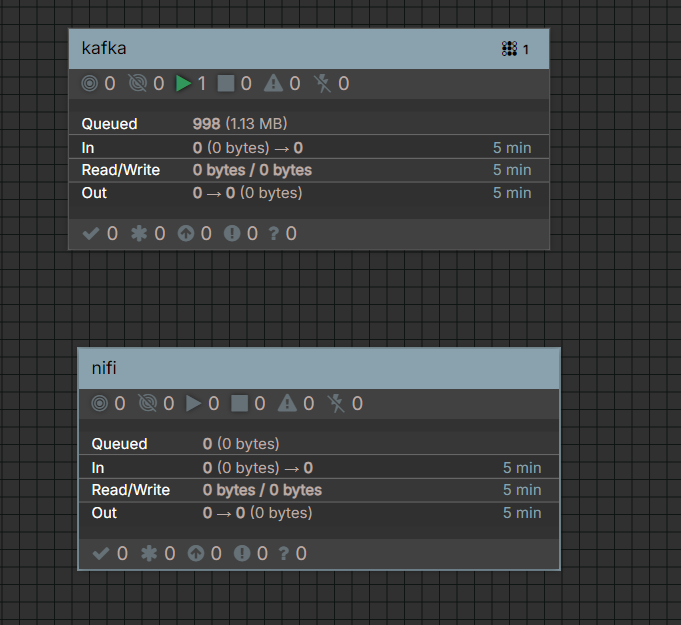 kafka 1
0 0 1 0 0 0
Queued 998 (1.13 MB)
In 0 (0 bytes) → 0 5 min
Read/Write 0 bytes / 0 bytes 5 min
Out 0 → 0 (0 bytes) 5 min
0 0 0 0 ? 0
nifi
0 0 0 0 0 0
Queued 0 (0 bytes)
In 0 (0 bytes) → 0 5 min
Read/Write 0 bytes / 0 bytes 5 min
Out 0 → 0 (0 bytes) 5 min
0 0 0 0 ? 0